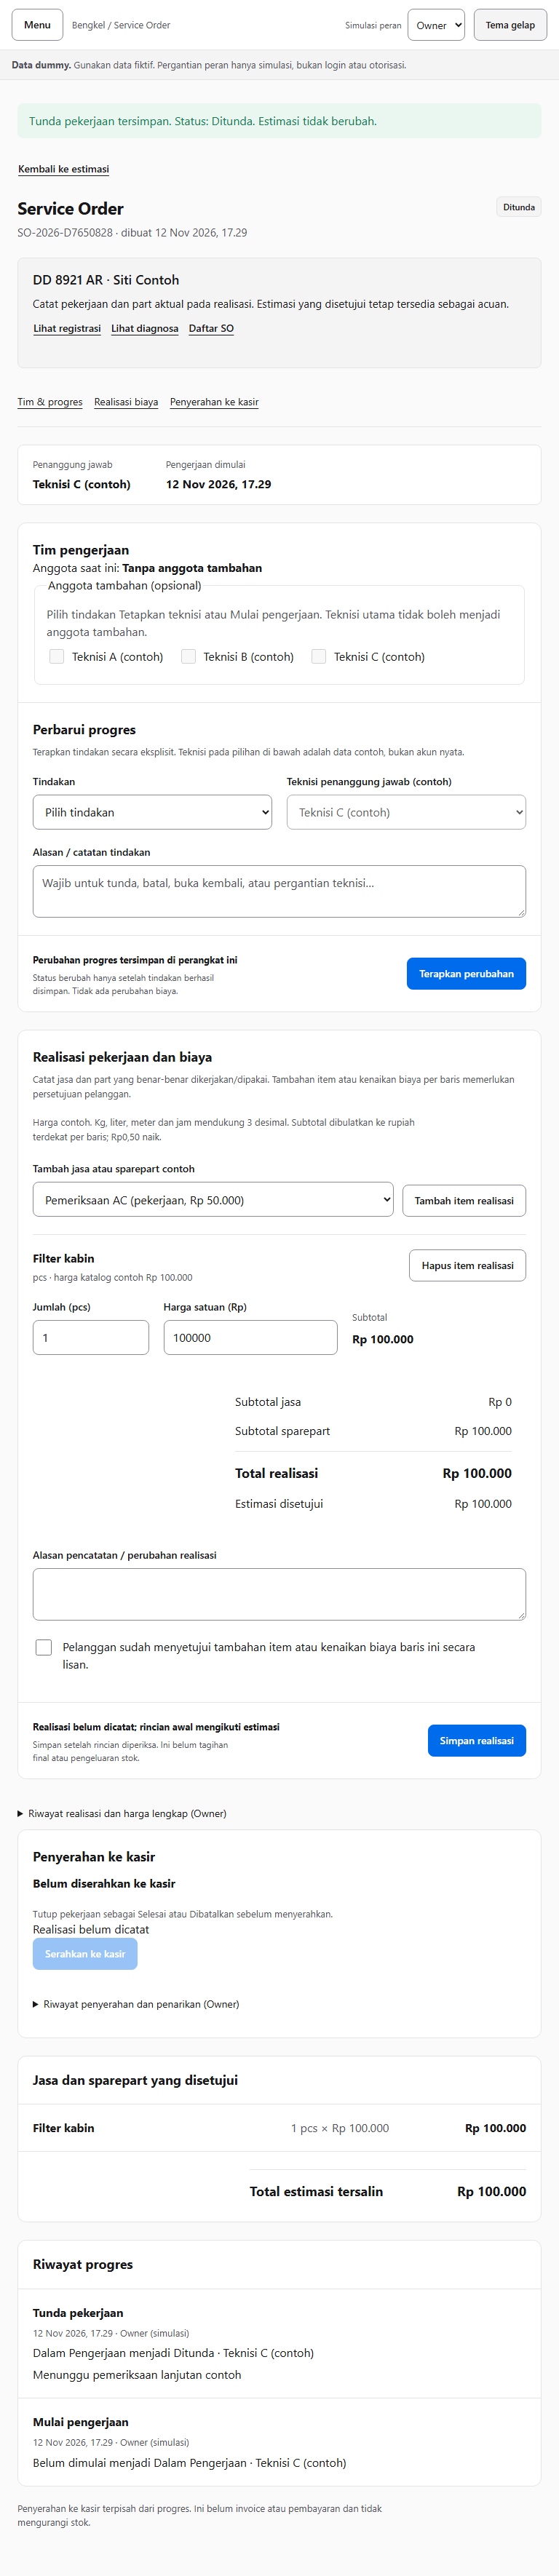 Menu
Bengkel / Service Order
Simulasi peran
Owner
Tema gelap
Data dummy. Gunakan data fiktif. Pergantian peran hanya simulasi, bukan login atau otorisasi.
Tunda pekerjaan tersimpan. Status: Ditunda. Estimasi tidak berubah.
Kembali ke estimasi
Service Order
Ditunda
SO-2026-D7650828 · dibuat 12 Nov 2026, 17.29
DD 8921 AR · Siti Contoh
Catat pekerjaan dan part aktual pada realisasi. Estimasi yang disetujui tetap tersedia sebagai acuan.
Lihat registrasi
Lihat diagnosa
Daftar SO
Tim & progres
Realisasi biaya
Penyerahan ke kasir
Penanggung jawab
Teknisi C (contoh)
Pengerjaan dimulai
12 Nov 2026, 17.29
Tim pengerjaan
Anggota saat ini: Tanpa anggota tambahan
Anggota tambahan (opsional)
Pilih tindakan Tetapkan teknisi atau Mulai pengerjaan. Teknisi utama tidak boleh menjadi
anggota tambahan.
Teknisi A (contoh)
Teknisi B (contoh)
Teknisi C (contoh)
Perbarui progres
Terapkan tindakan secara eksplisit. Teknisi pada pilihan di bawah adalah data contoh, bukan akun nyata.
Tindakan
Pilih tindakan
Teknisi penanggung jawab (contoh)
Teknisi C (contoh)
Alasan / catatan tindakan
Wajib untuk tunda, batal, buka kembali, atau pergantian teknisi...
Perubahan progres tersimpan di perangkat ini
Status berubah hanya setelah tindakan berhasil
disimpan. Tidak ada perubahan biaya.
Terapkan perubahan
Realisasi pekerjaan dan biaya
Catat jasa dan part yang benar-benar dikerjakan/dipakai. Tambahan item atau kenaikan biaya per baris memerlukan
persetujuan pelanggan.
Harga contoh. Kg, liter, meter dan jam mendukung 3 desimal. Subtotal dibulatkan ke rupiah
terdekat per baris; Rp0,50 naik.
Tambah jasa atau sparepart contoh
Pemeriksaan AC (pekerjaan, Rp 50.000)
Tambah item realisasi
Filter kabin
pcs · harga katalog contoh Rp 100.000
Hapus item realisasi
Jumlah (pcs)
1
Harga satuan (Rp)
100000
Subtotal
Rp 100.000
Subtotal jasa
Rp 0
Subtotal sparepart
Rp 100.000
Total realisasi
Rp 100.000
Estimasi disetujui
Rp 100.000
Alasan pencatatan / perubahan realisasi
Pelanggan sudah menyetujui tambahan item atau kenaikan biaya baris ini secara
lisan.
Realisasi belum dicatat; rincian awal mengikuti estimasi
Simpan setelah rincian diperiksa. Ini belum tagihan
final atau pengeluaran stok.
Simpan realisasi
Riwayat realisasi dan harga lengkap (Owner)
Penyerahan ke kasir
Belum diserahkan ke kasir
Tutup pekerjaan sebagai Selesai atau Dibatalkan sebelum menyerahkan.
Realisasi belum dicatat
Serahkan ke kasir
Riwayat penyerahan dan penarikan (Owner)
Jasa dan sparepart yang disetujui
Filter kabin
1 pcs × Rp 100.000
Rp 100.000
Total estimasi tersalin
Rp 100.000
Riwayat progres
Tunda pekerjaan
12 Nov 2026, 17.29 · Owner (simulasi)
Dalam Pengerjaan menjadi Ditunda · Teknisi C (contoh)
Menunggu pemeriksaan lanjutan contoh
Mulai pengerjaan
12 Nov 2026, 17.29 · Owner (simulasi)
Belum dimulai menjadi Dalam Pengerjaan · Teknisi C (contoh)
Penyerahan ke kasir terpisah dari progres. Ini belum invoice atau pembayaran dan tidak
mengurangi stok.